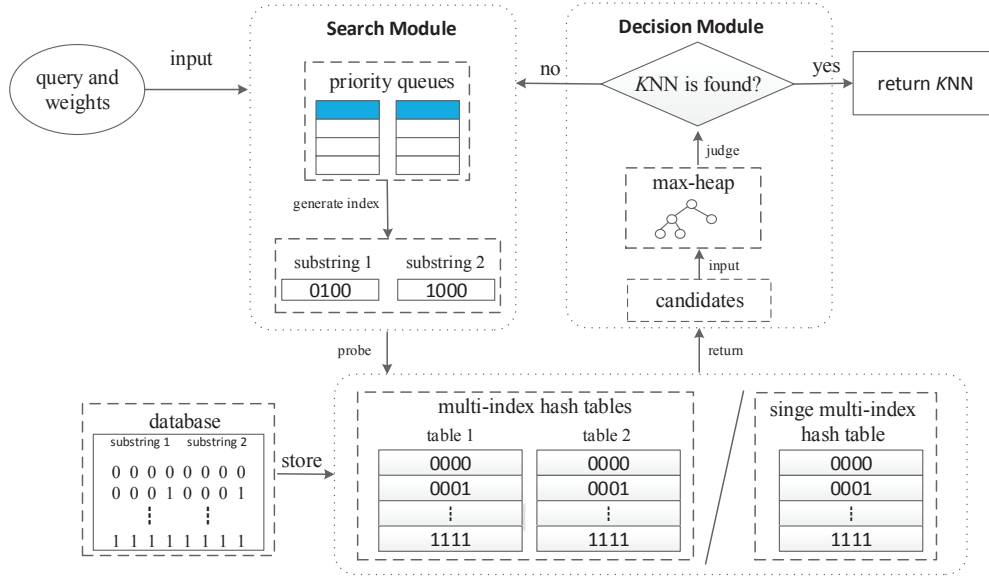 Search Module
Decision Module
query and
weights
input
priority queues
generate index
substring 1
substring 2
0100
1000
no
KNN is found?
yes
return KNN
judge
max-heap
input
candidates
probe
return
database
substring 1
substring 2
0 0 0 0 0 0 0 0
0 0 0 1 0 0 0 1
1 1 1 1 1 1 1 1
store
multi-index hash tables
table 1
table 2
0000
0000
0001
0001
1111
1111
singe multi-index
hash table
0000
0001
1111